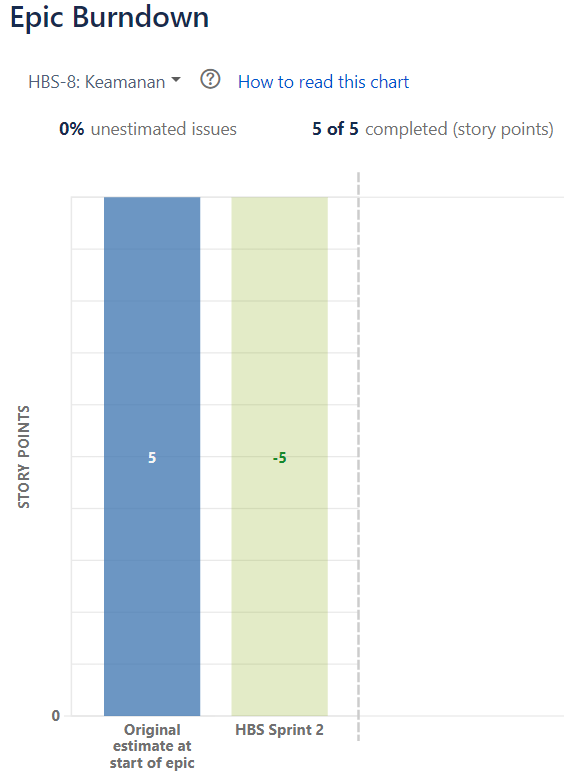 Epic Burndown
HBS-8: Keamanan
How to read this chart
0% unestimated issues
5 of 5 completed (story points)
STORY POINTS
5
-5
0
Original
estimate at
start of epic
HBS Sprint 2